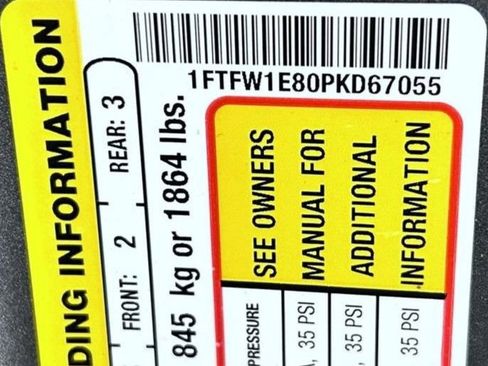 1FTFW1E80PKD67055
DING INFORMATION
FRONT: 2 REAR: 3
845 kg or 1864 lbs.
SEE OWNERS
MANUAL FOR
ADDITIONAL
INFORMATION
PRESSURE
, 35 PSI
, 35 PSI
35 PSI